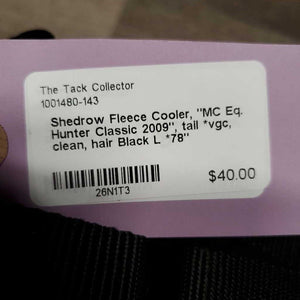 The Tack Collector
1001480-143
Shedrow Fleece Cooler, "MC Eq.
Hunter Classic 2009", tail *vgc,
clean, hair Black L *78"
26N1T3
$40.00